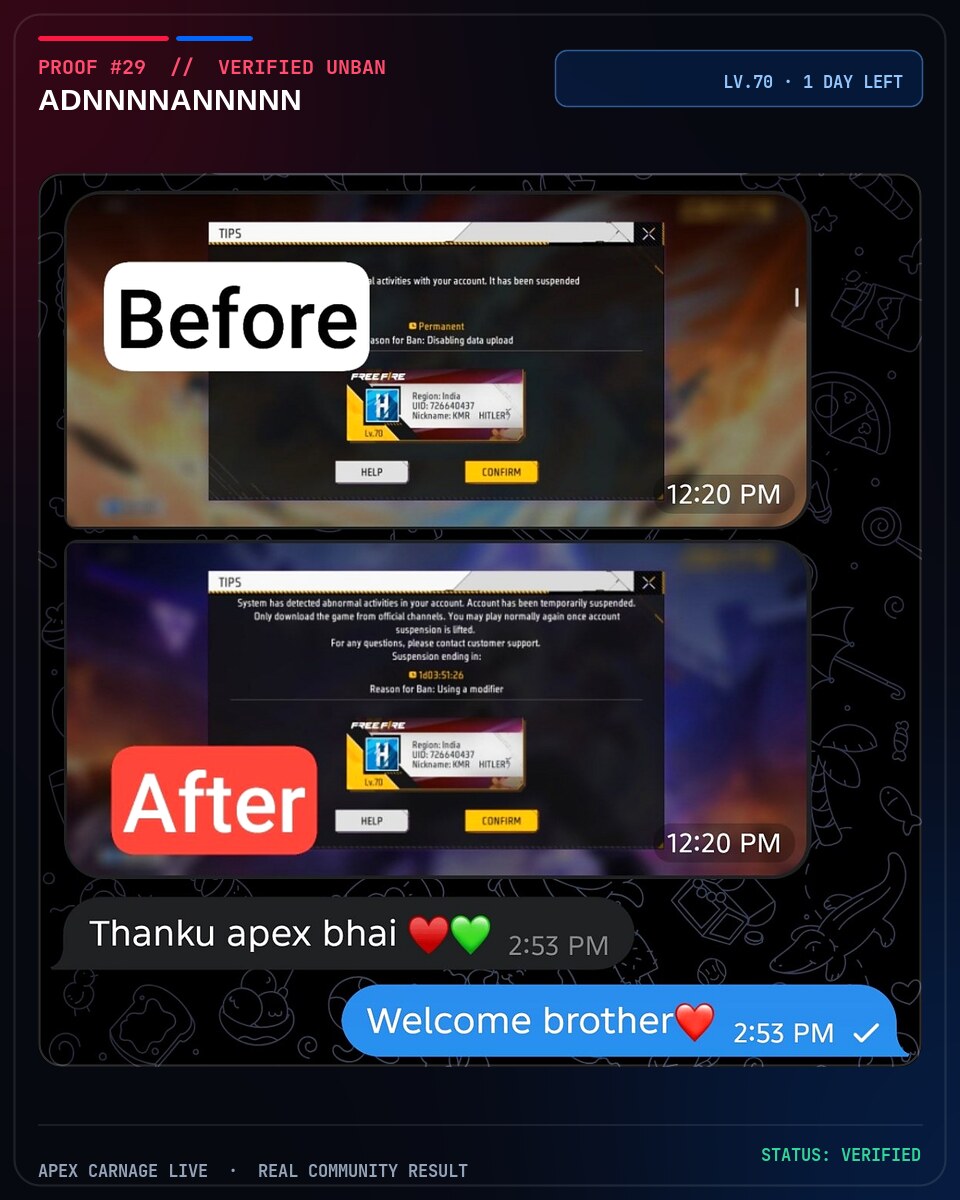 PROOF #29 // VERIFIED UNBAN
ADNNNNANNNNN
LV.70 · 1 DAY LEFT
TIPS
Before
activities with your account. It has been suspended
Permanent
for Ban: Disabling data upload
FREE FIRE
Region: India
UID: 726640437
Nickname: KMR HITLER
Lv.70
HELP
CONFIRM
12:20 PM
TIPS
System has detected abnormal activities in your account. Account has been temporarily suspended.
Only download the game from official channels. You may play normally again once account
suspension is lifted.
For any questions, please contact customer support.
Suspension ending in:
1d03:51:26
Reason for Ban: Using a modifier
FREE FIRE
Region: India
UID: 726640437
Nickname: KMR HITLER
Lv.70
After
HELP
CONFIRM
12:20 PM
Thanku apex bhai ❤️💚 2:53 PM
Welcome brother❤️ 2:53 PM
STATUS: VERIFIED
APEX CARNAGE LIVE · REAL COMMUNITY RESULT